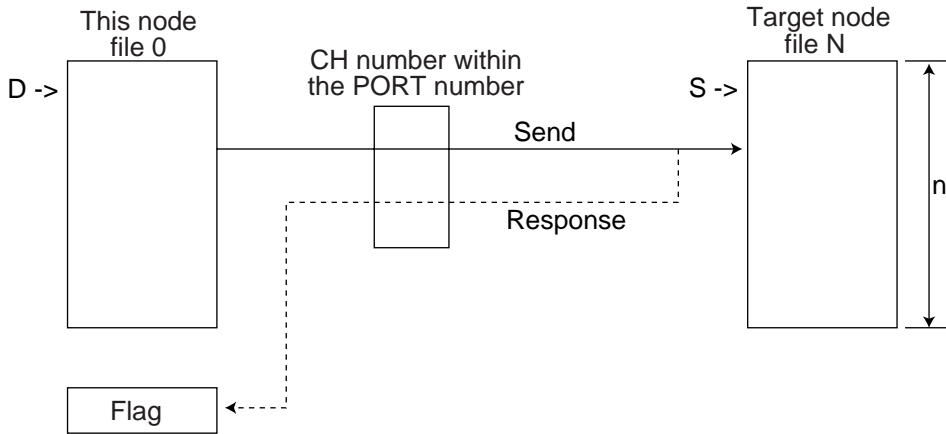 This node
file 0
Target node
file N
CH number within
the PORT number
D ->
S ->
Send
n
Response
Flag